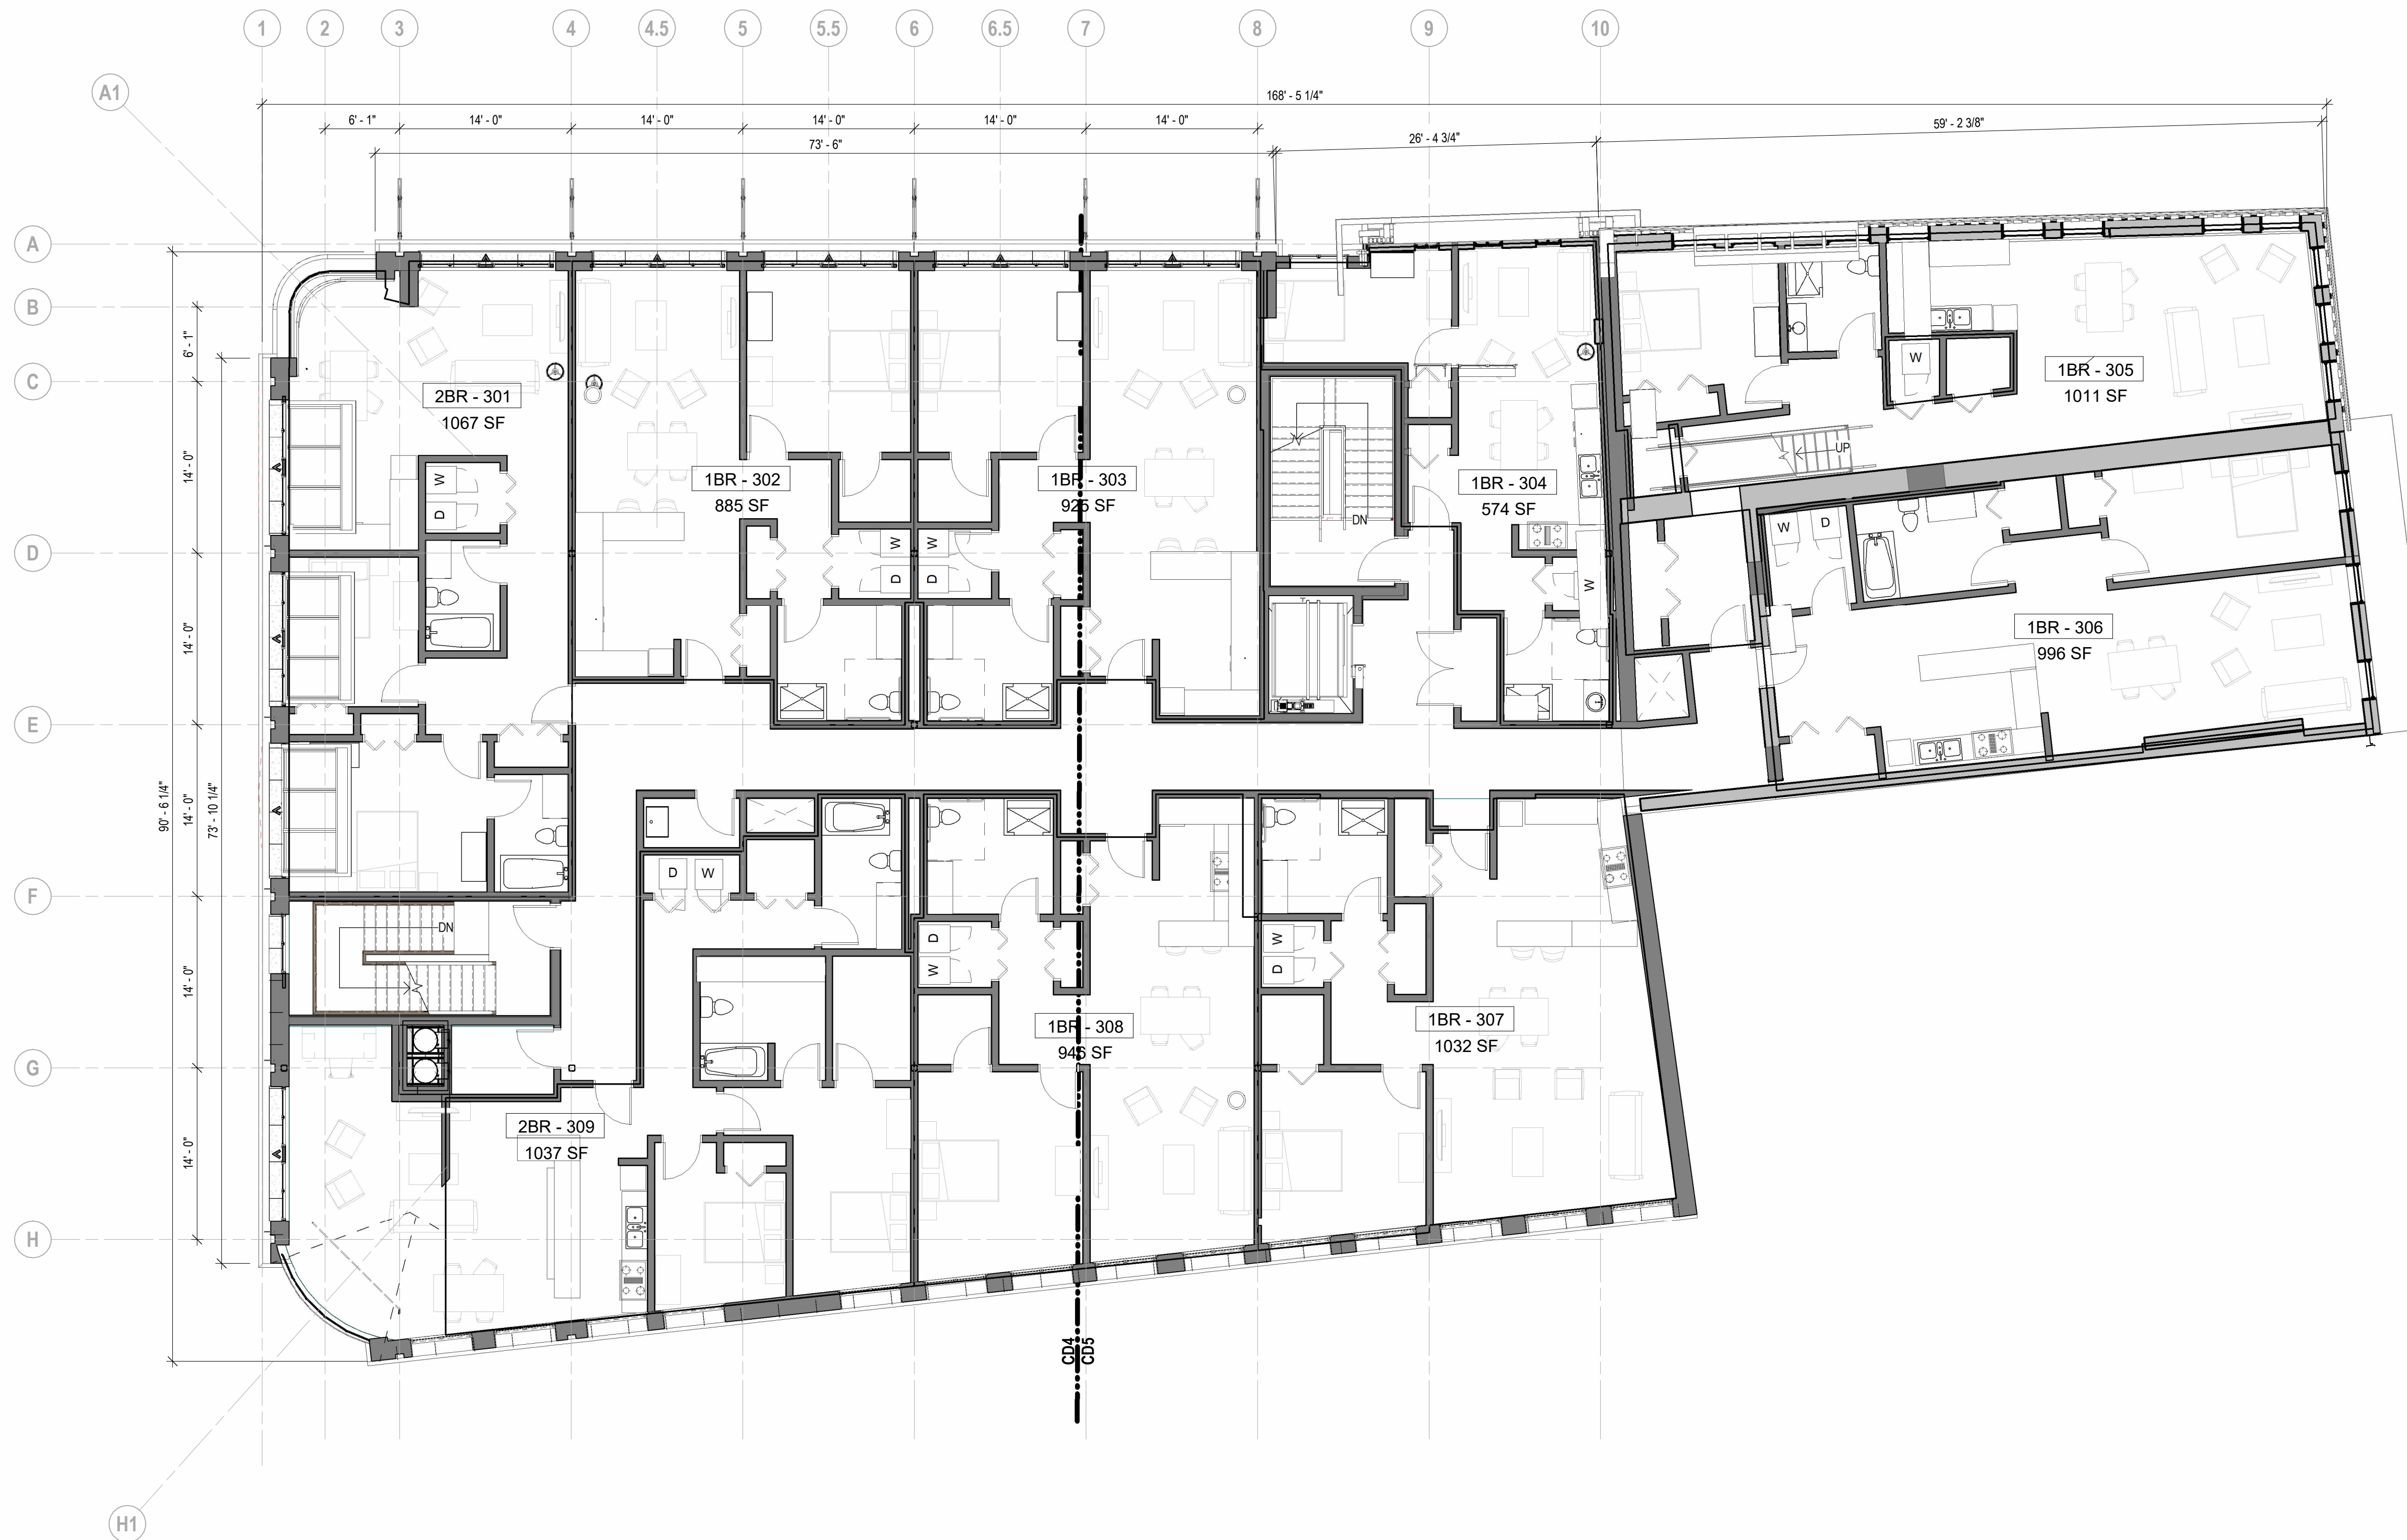 1
2
3
4
4.5
5
5.5
6
6.5
7
8
9
10
A1
168' - 5 1/4"
6' - 1"
14' - 0"
14' - 0"
14' - 0"
14' - 0"
14' - 0"
59' - 2 3/8"
73' - 6"
26' - 4 3/4"
A
B
C
D
E
F
G
H
H1
6' - 1"
14' - 0"
14' - 0"
14' - 0"
14' - 0"
14' - 0"
90' - 6 1/4"
73' - 10 1/4"
2BR - 301
1067 SF
W
D
1BR - 302
885 SF
W
D
1BR - 303
925 SF
W
D
DN
1BR - 304
574 SF
W
1BR - 305
1011 SF
W
UP
1BR - 306
996 SF
W
D
DN
D
W
2BR - 309
1037 SF
D
W
1BR - 308
946 SF
W
D
1BR - 307
1032 SF
CD4
CD5